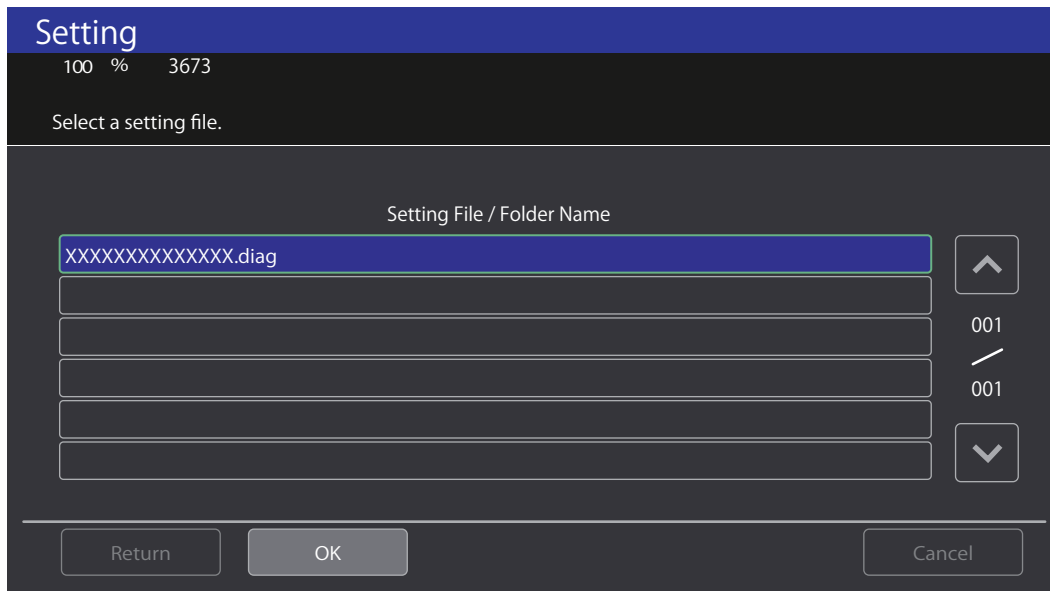 Setting
100 % 3673
Select a setting file.
Setting File / Folder Name
XXXXXXXXXXXXXX.diag
001
001
Return OK Cancel